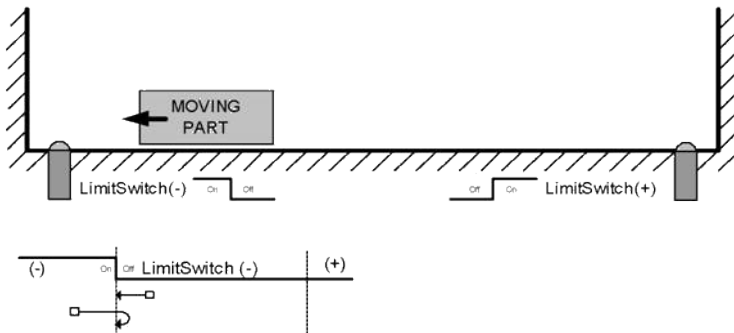 MOVING
PART
LimitSwitch(-) On Off
Off On LimitSwitch(+)
(-) On Off LimitSwitch (-) (+)